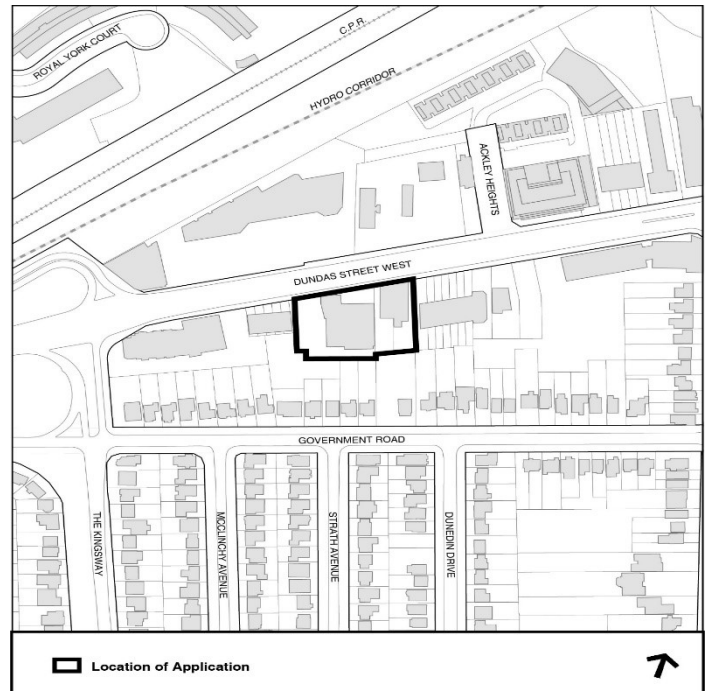 ROYAL YORK COURT
C.P.R.
HYDRO CORRIDOR
ACKLEY HEIGHTS
DUNDAS STREET WEST
GOVERNMENT ROAD
THE KINGSWAY
MCCLINCHY AVENUE
STRATH AVENUE
DUNEDIN DRIVE
Location of Application